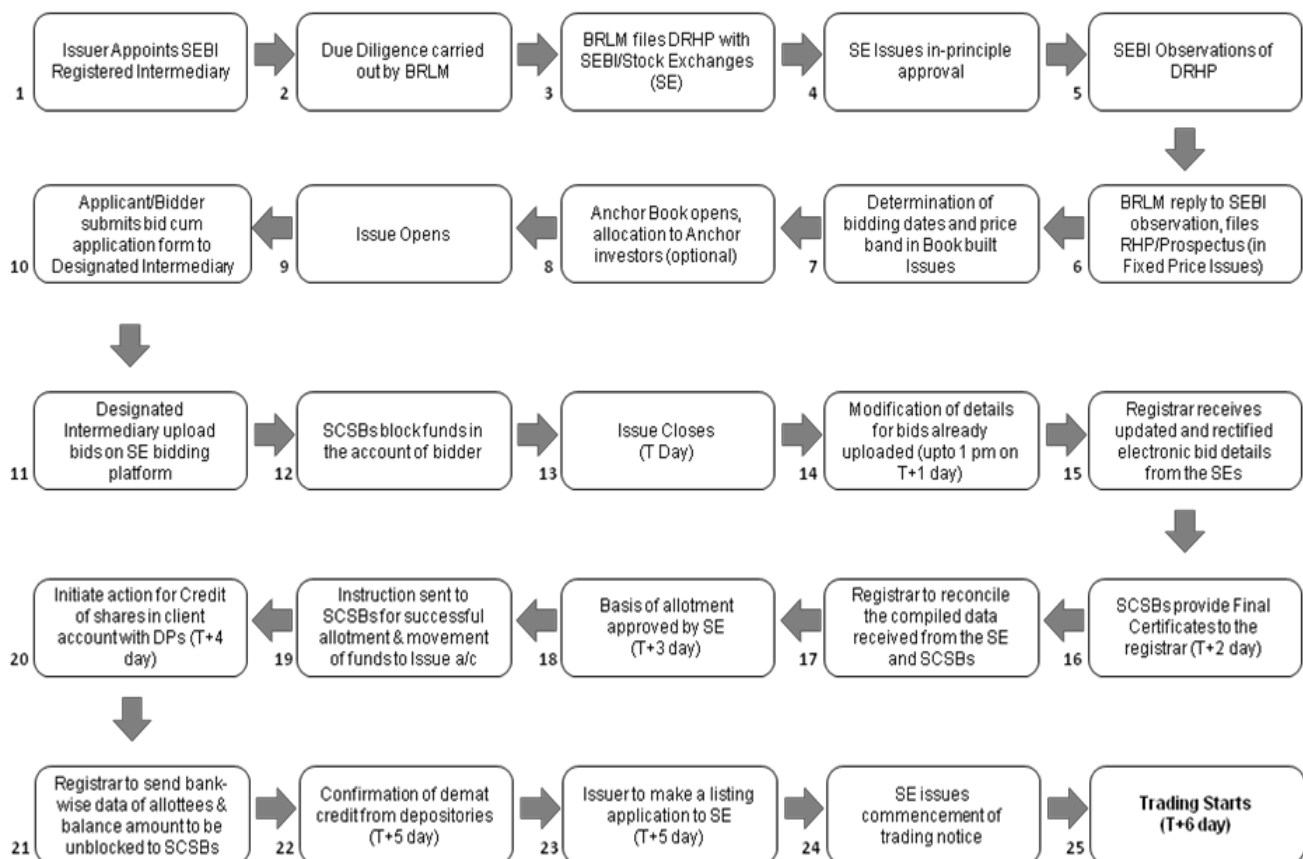 Issuer Appoints SEBI
Registered Intermediary
1
Due Diligence carried
out by BRLM
2
BRLM files DRHP with
SEBI/Stock Exchanges
(SE)
3
SE Issues in-principle
approval
4
SEBI Observations of
DRHP
5
BRLM reply to SEBI
observation, files
RHP/Prospectus (in
Fixed Price Issues)
6
Determination of
bidding dates and price
band in Book built
Issues
7
Anchor Book opens,
allocation to Anchor
investors (optional)
8
Issue Opens
9
Applicant/Bidder
submits bid cum
application form to
Designated Intermediary
10
Designated
Intermediary upload
bids on SE bidding
platform
11
SCSBs block funds in
the account of bidder
12
Issue Closes
(T Day)
13
Modification of details
for bids already
uploaded (upto 1 pm on
T+1 day)
14
Registrar receives
updated and rectified
electronic bid details
from the SEs
15
SCSBs provide Final
Certificates to the
registrar (T+2 day)
16
Registrar to reconcile
the compiled data
received from the SE
and SCSBs
17
Basis of allotment
approved by SE
(T+3 day)
18
Instruction sent to
SCSBs for successful
allotment & movement
of funds to Issue a/c
19
Initiate action for Credit
of shares in client
account with DPs (T+4
day)
20
Registrar to send bank-
wise data of allottees &
balance amount to be
unblocked to SCSBs
21
Confirmation of demat
credit from depositories
(T+5 day)
22
Issuer to make a listing
application to SE
(T+5 day)
23
SE issues
commencement of
trading notice
24
Trading Starts
(T+6 day)
25